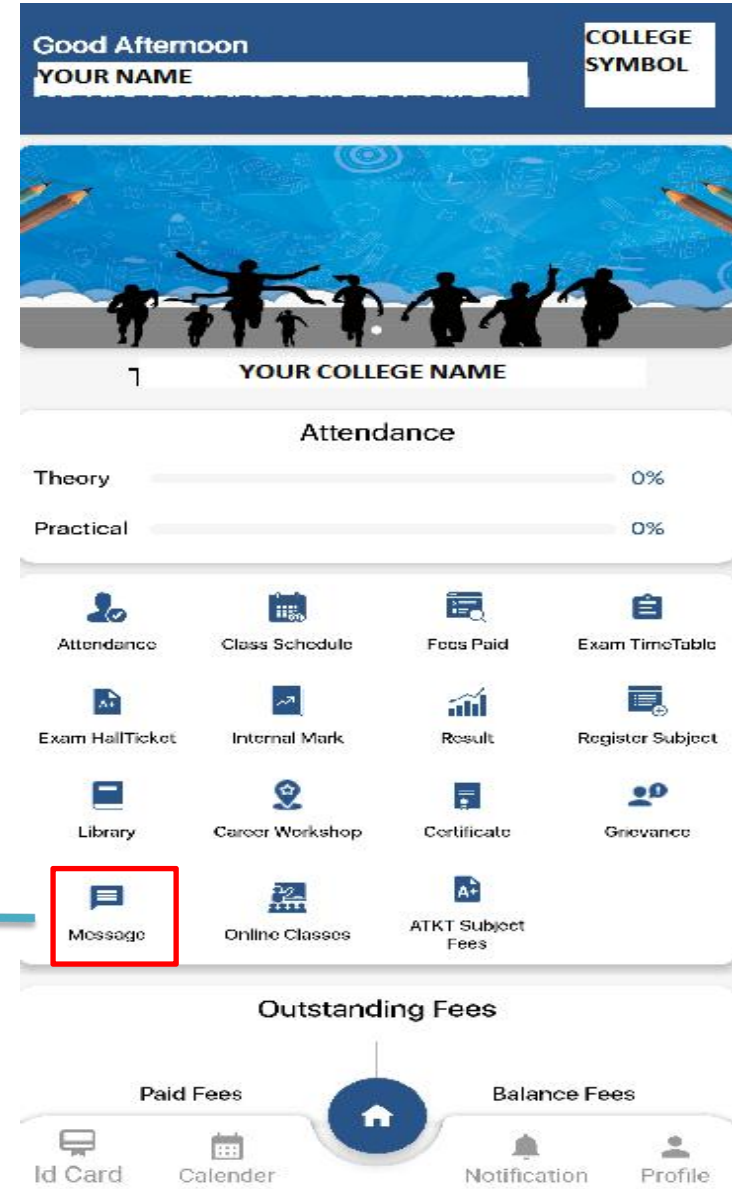 Good Afternoon
YOUR NAME
COLLEGE
SYMBOL
YOUR COLLEGE NAME
Attendance
Theory 0%
Practical 0%
Attendance Class Schedule Fees Paid Exam TimeTable
Exam HallTicket Internal Mark Result Register Subject
Library Career Workshop Certificate Grievance
Message Online Classes ATKT Subject
Fees
Outstanding Fees
Paid Fees Balance Fees
Id Card Calender Notification Profile